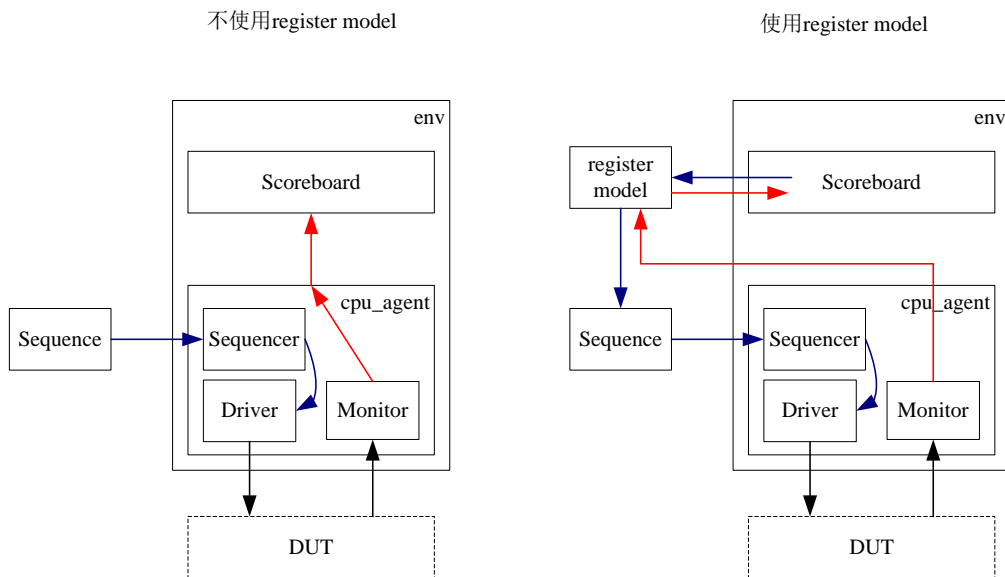 不使用register model
env
Scoreboard
cpu_agent
Sequence
Sequencer
Driver
Monitor
DUT
使用register model
env
register
model
Scoreboard
cpu_agent
Sequence
Sequencer
Driver
Monitor
DUT